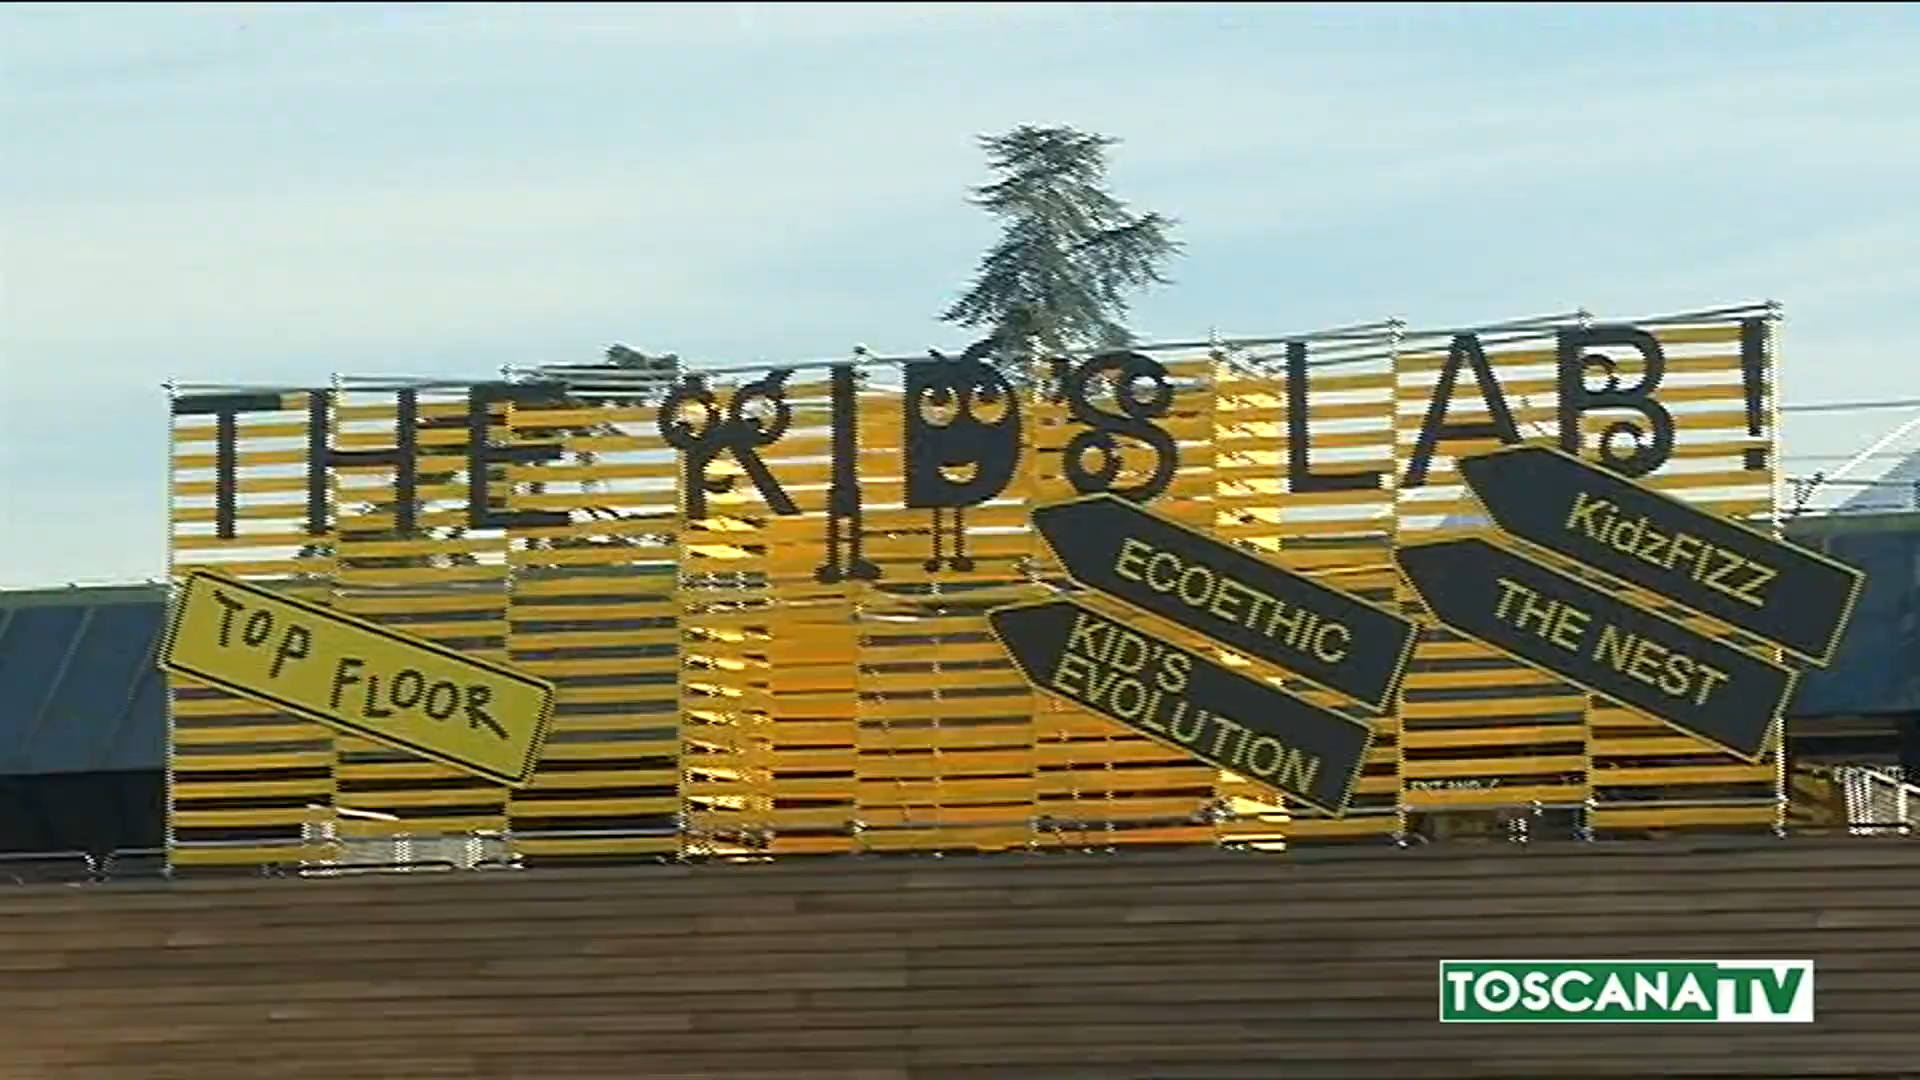 THE KID'S LAB!
TOP FLOOR
ECOETHIC
KID'S
EVOLUTION
KidzFIZZ
THE NEST
TOSCANA TV